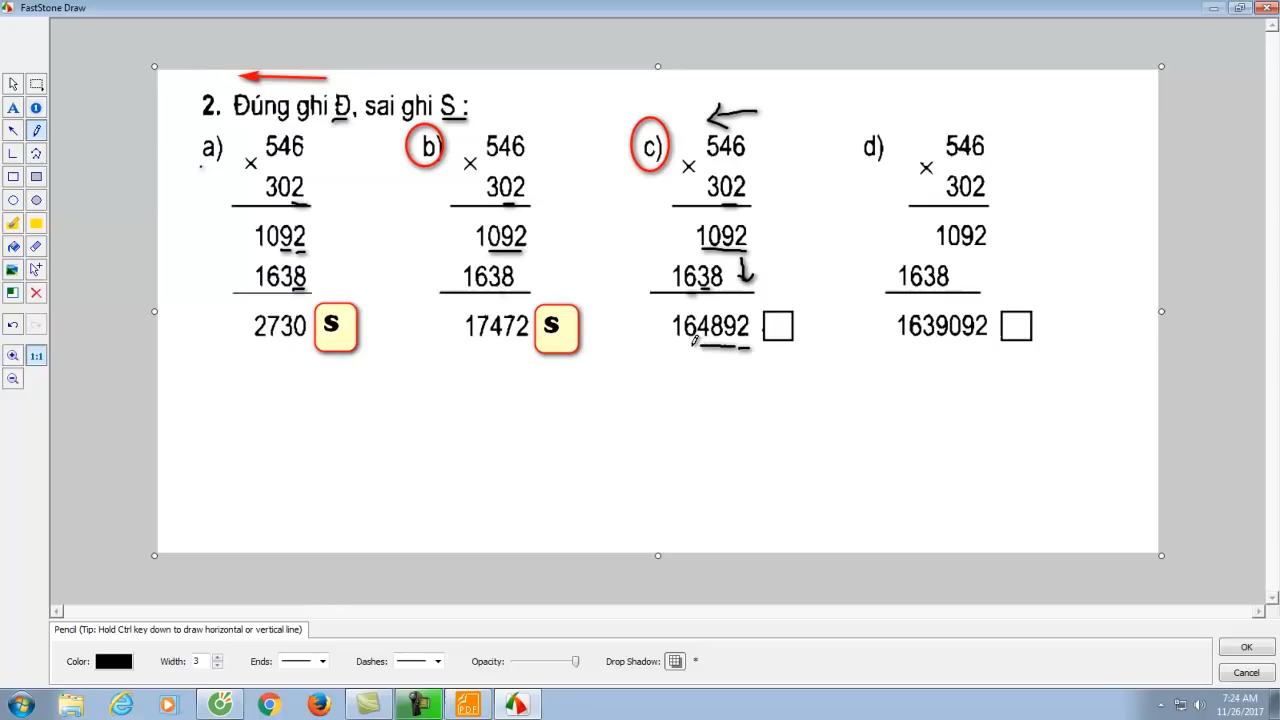 FastStone Draw
2. Đúng ghi Đ, sai ghi S :
a) 546 b) 546 c) 546 d) 546
× × × ×
302 302 302 302
1092 1092 1092 1092
1638 1638 1638 1638
2730 S 17472 S 164892 1639092
1:1
Pencil (Tip: Hold Ctrl key down to draw horizontal or vertical line)
Color: Width: 3 Ends: Dashes: Opacity: Drop Shadow: *
OK
Cancel
7:24 AM
11/26/2017